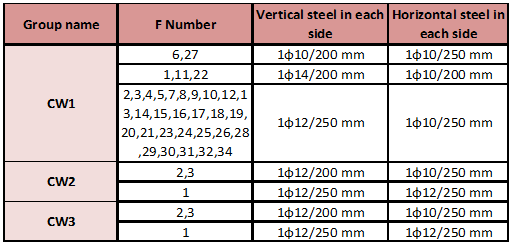 Group name F Number Vertical steel in each side Horizontal steel in each side
6,27 1ϕ10/200 mm 1ϕ10/250 mm
1,11,22 1ϕ14/200 mm 1ϕ10/200 mm
CW1
2,3,4,5,7,8,9,10,12,1
3,14,15,16,17,18,19,
20,21,23,24,25,26,28
,29,30,31,32,34
1ϕ12/250 mm 1ϕ10/250 mm
CW2
2,3 1ϕ12/200 mm 1ϕ10/250 mm
1 1ϕ12/250 mm 1ϕ12/250 mm
CW3
2,3 1ϕ12/200 mm 1ϕ10/250 mm
1 1ϕ12/250 mm 1ϕ12/250 mm